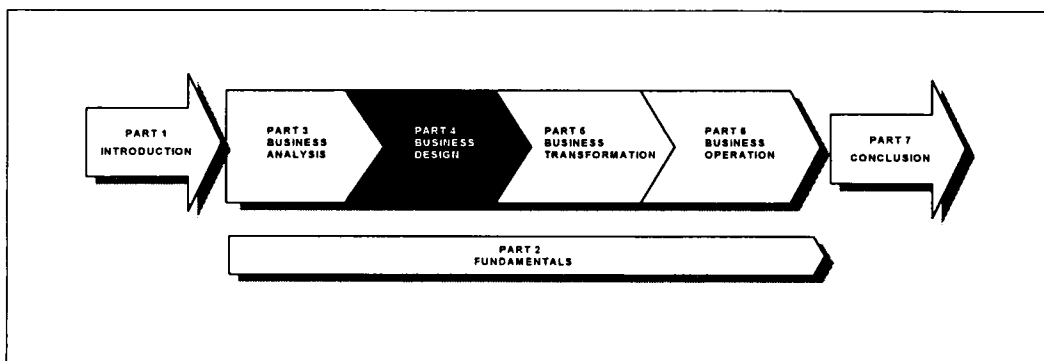 PART 1
INTRODUCTION
PART 3
BUSINESS
ANALYSIS
PART 4
BUSINESS
DESIGN
PART 5
BUSINESS
TRANSFORMATION
PART 6
BUSINESS
OPERATION
PART 7
CONCLUSION
PART 2
FUNDAMENTALS